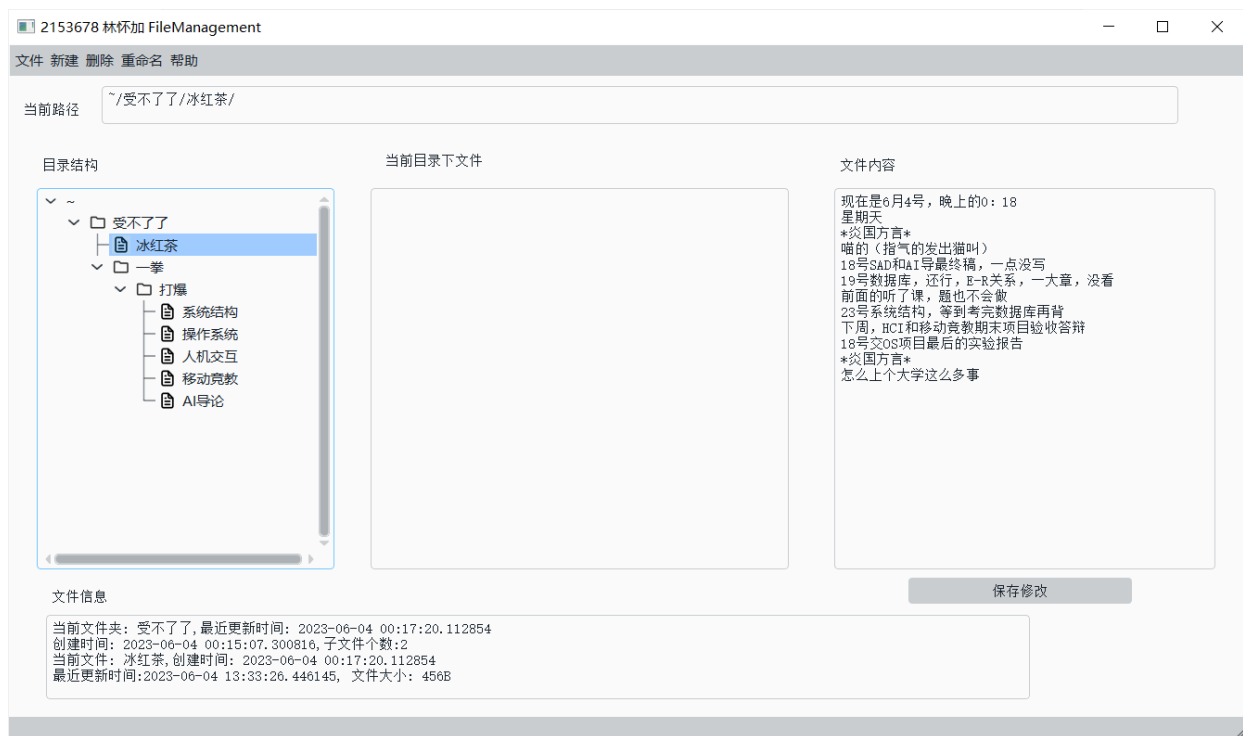 2153678 林怀加 FileManagement
文件 新建 删除 重命名 帮助
当前路径
~/受不了了/冰红茶/
目录结构
当前目录下文件
文件内容
~
受不了了
冰红茶
一拳
打爆
系统结构
操作系统
人机交互
移动竞教
AI导论
现在是6月4号，晚上的0：18
星期天
*炎国方言*
喵的（指气的发出猫叫）
18号SAD和AI导最终稿，一点没写
19号数据库，还行，E-R关系，一大章，没看
前面的听了课，题也不会做
23号系统结构，等到考完数据库再背
下周，HCI和移动竞教期末项目验收答辩
18号交OS项目最后的实验报告
*炎国方言*
怎么上个大学这么多事
保存修改
文件信息
当前文件夹: 受不了了,最近更新时间: 2023-06-04 00:17:20.112854
创建时间: 2023-06-04 00:15:07.300816,子文件个数:2
当前文件: 冰红茶,创建时间: 2023-06-04 00:17:20.112854
最近更新时间:2023-06-04 13:33:26.446145, 文件大小: 456B